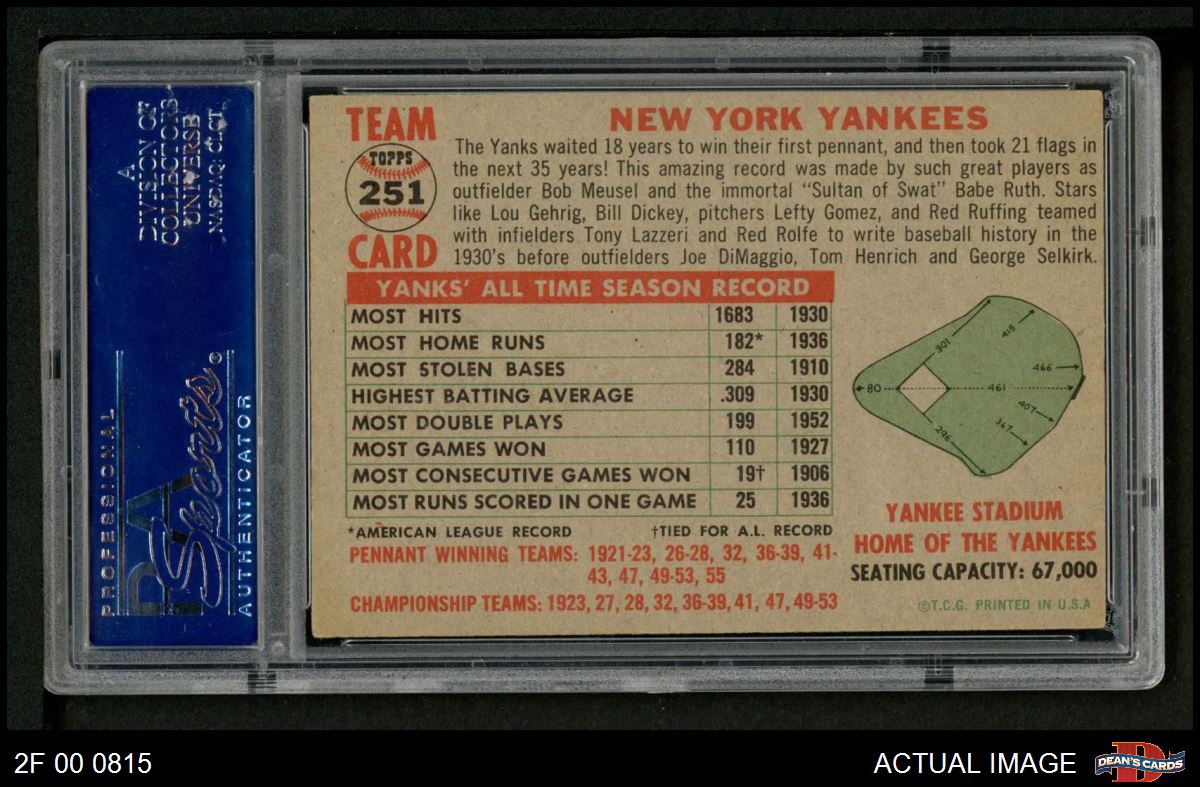 A
DIVISION OF
COLLECTORS
UNIVERSE
NASDAQ: CLCT
PROFESSIONAL
PSA
Sports®
AUTHENTICATOR
TEAM
TOPPS
251
CARD
NEW YORK YANKEES
The Yanks waited 18 years to win their first pennant, and then took 21 flags in
the next 35 years! This amazing record was made by such great players as
outfielder Bob Meusel and the immortal “Sultan of Swat” Babe Ruth. Stars
like Lou Gehrig, Bill Dickey, pitchers Lefty Gomez, and Red Ruffing teamed
with infielders Tony Lazzeri and Red Rolfe to write baseball history in the
1930's before outfielders Joe DiMaggio, Tom Henrich and George Selkirk.
YANKS' ALL TIME SEASON RECORD
MOST HITS 1683 1930
MOST HOME RUNS 182* 1936
MOST STOLEN BASES 284 1910
HIGHEST BATTING AVERAGE .309 1930
MOST DOUBLE PLAYS 199 1952
MOST GAMES WON 110 1927
MOST CONSECUTIVE GAMES WON 19† 1906
MOST RUNS SCORED IN ONE GAME 25 1936
*AMERICAN LEAGUE RECORD †TIED FOR A.L. RECORD
PENNANT WINNING TEAMS: 1921-23, 26-28, 32, 36-39, 41-
43, 47, 49-53, 55
CHAMPIONSHIP TEAMS: 1923, 27, 28, 32, 36-39, 41, 47, 49-53
301
415
466
80
461
407
367
296
YANKEE STADIUM
HOME OF THE YANKEES
SEATING CAPACITY: 67,000
©T.C.G. PRINTED IN U.S.A
2F 00 0815
ACTUAL IMAGE
D
DEAN'S CARDS